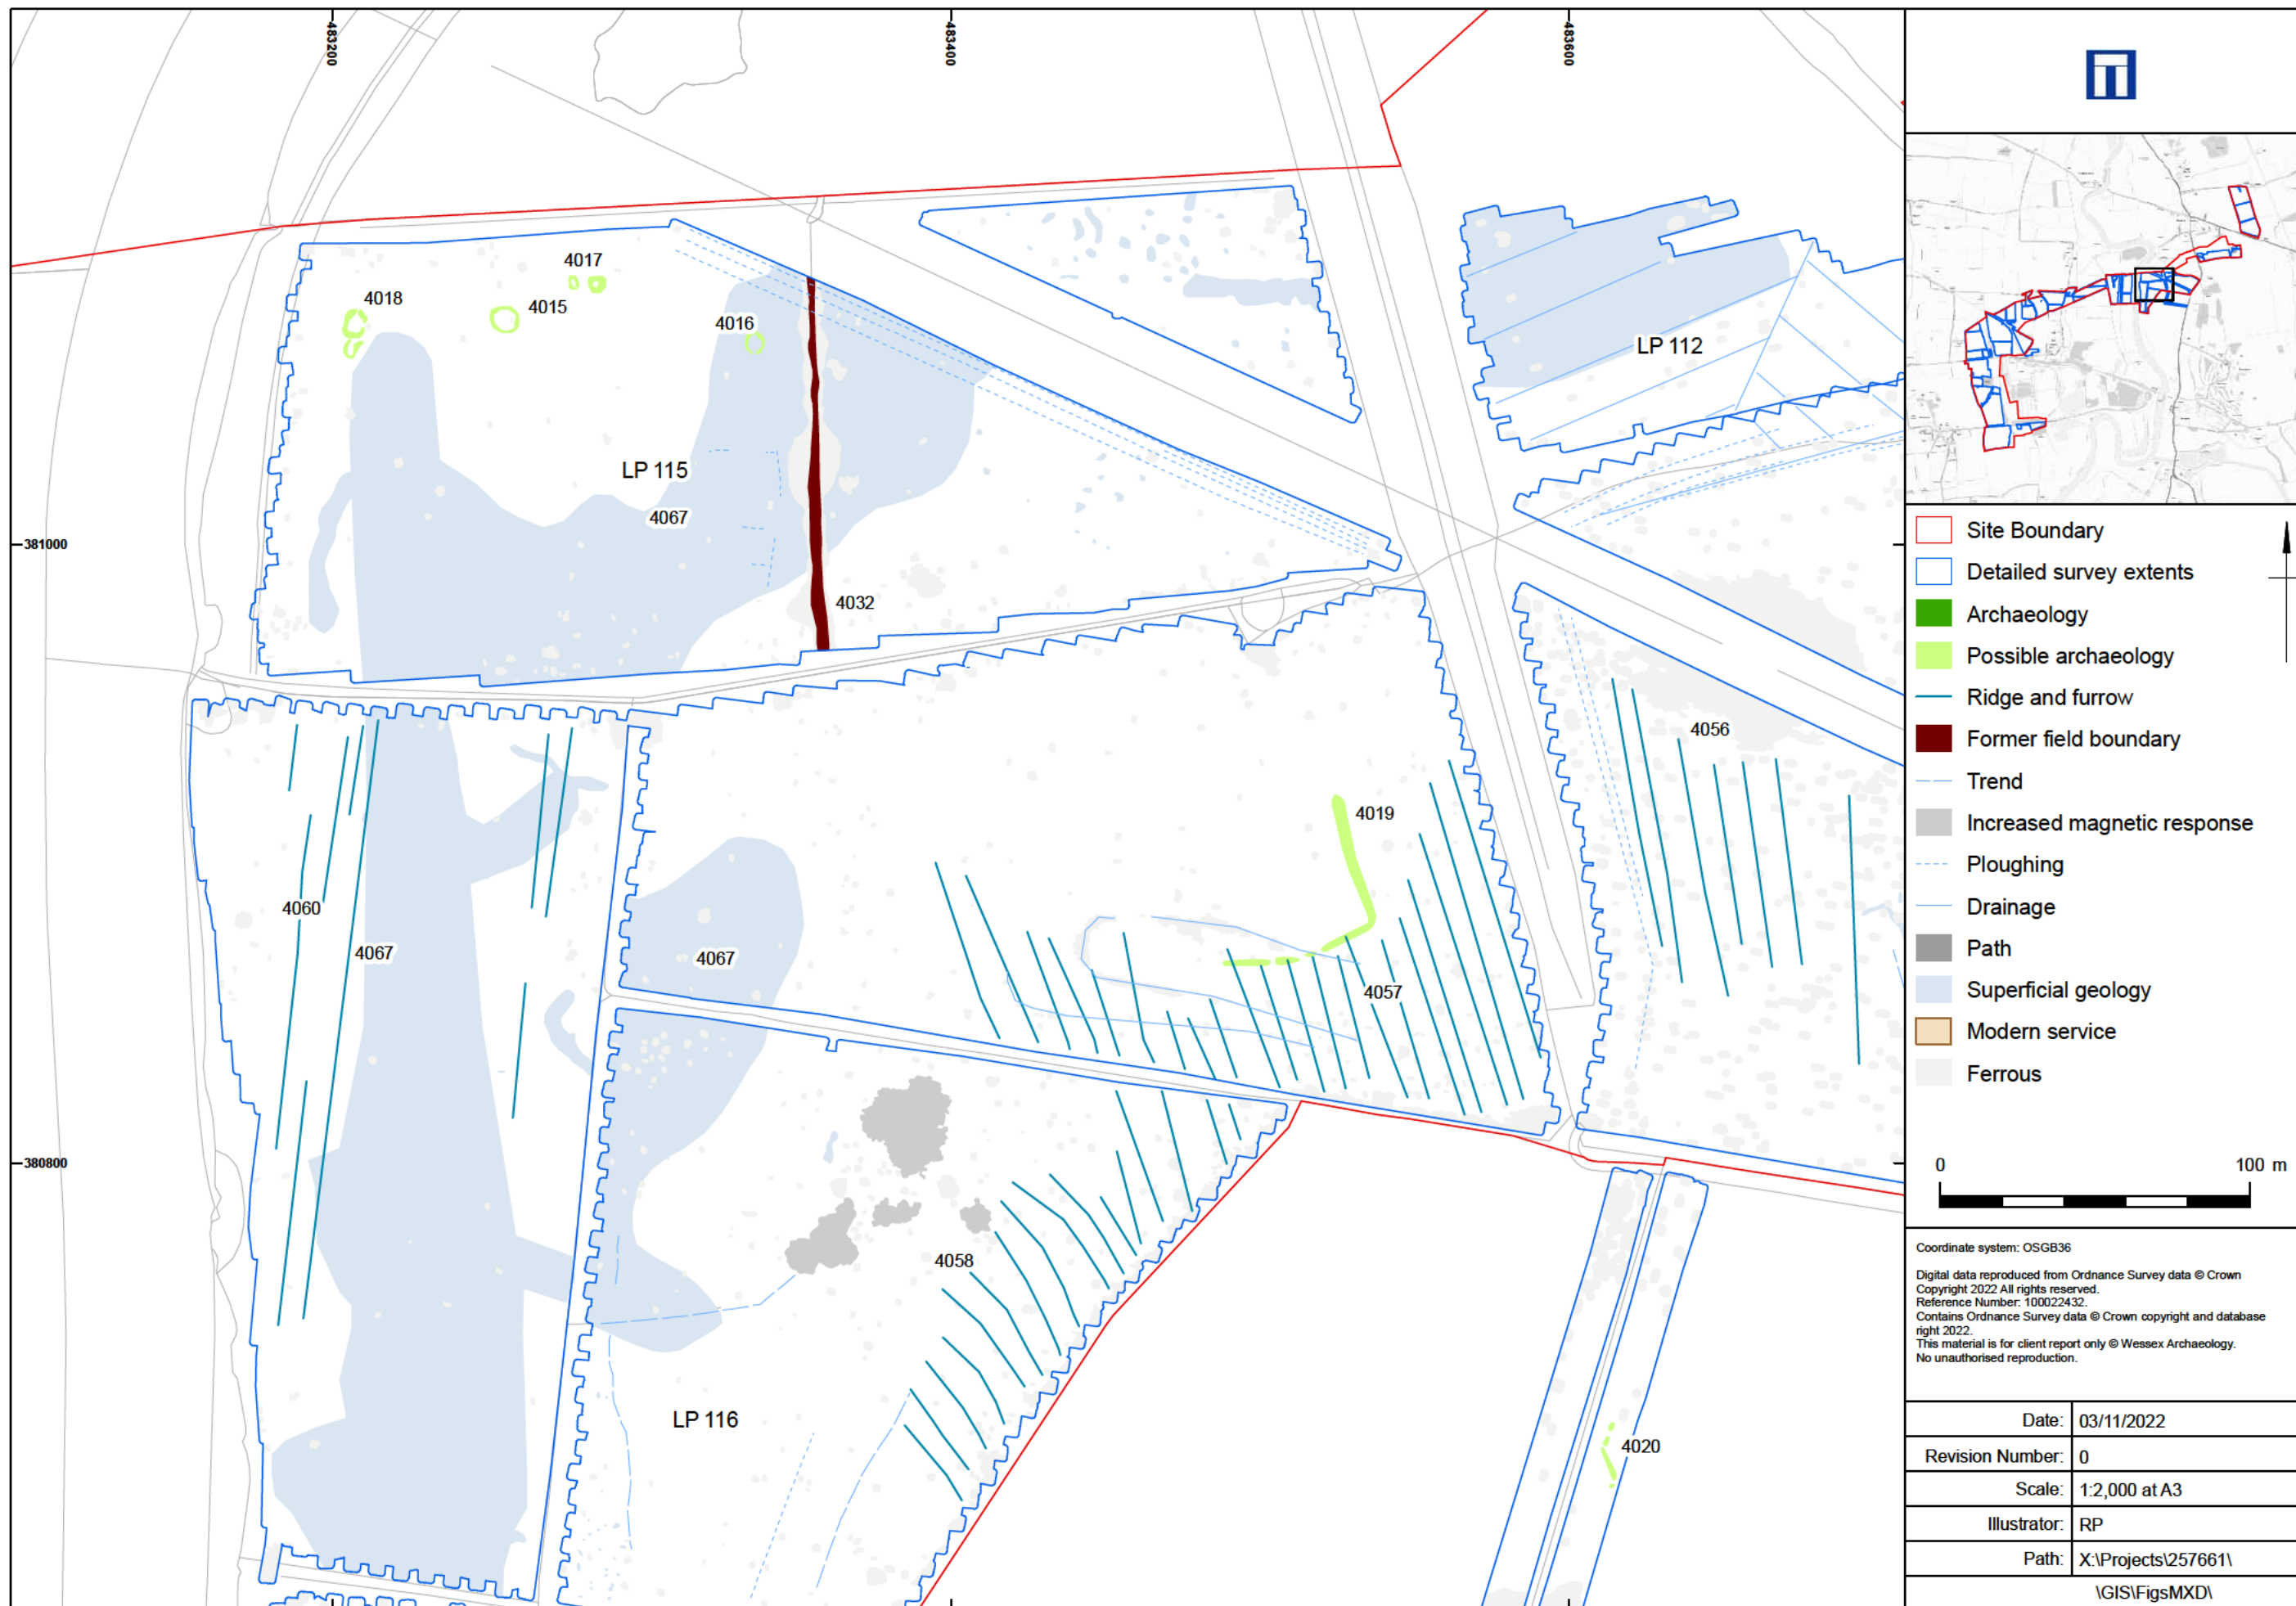 483200
483400
483600
4017
4018
4015
4016
LP 112
LP 115
4067
381000
4032
4056
4019
4060
4067
4067
4057
380800
4058
LP 116
4020
Site Boundary
Detailed survey extents
Archaeology
Possible archaeology
Ridge and furrow
Former field boundary
Trend
Increased magnetic response
Ploughing
Drainage
Path
Superficial geology
Modern service
Ferrous
0 100 m
Coordinate system: OSGB36
Digital data reproduced from Ordnance Survey data © Crown
Copyright 2022 All rights reserved.
Reference Number: 100022432.
Contains Ordnance Survey data © Crown copyright and database
right 2022.
This material is for client report only © Wessex Archaeology.
No unauthorised reproduction.
Date: 03/11/2022
Revision Number: 0
Scale: 1:2,000 at A3
Illustrator: RP
Path: X:\Projects\257661\
\GIS\FigsMXD\